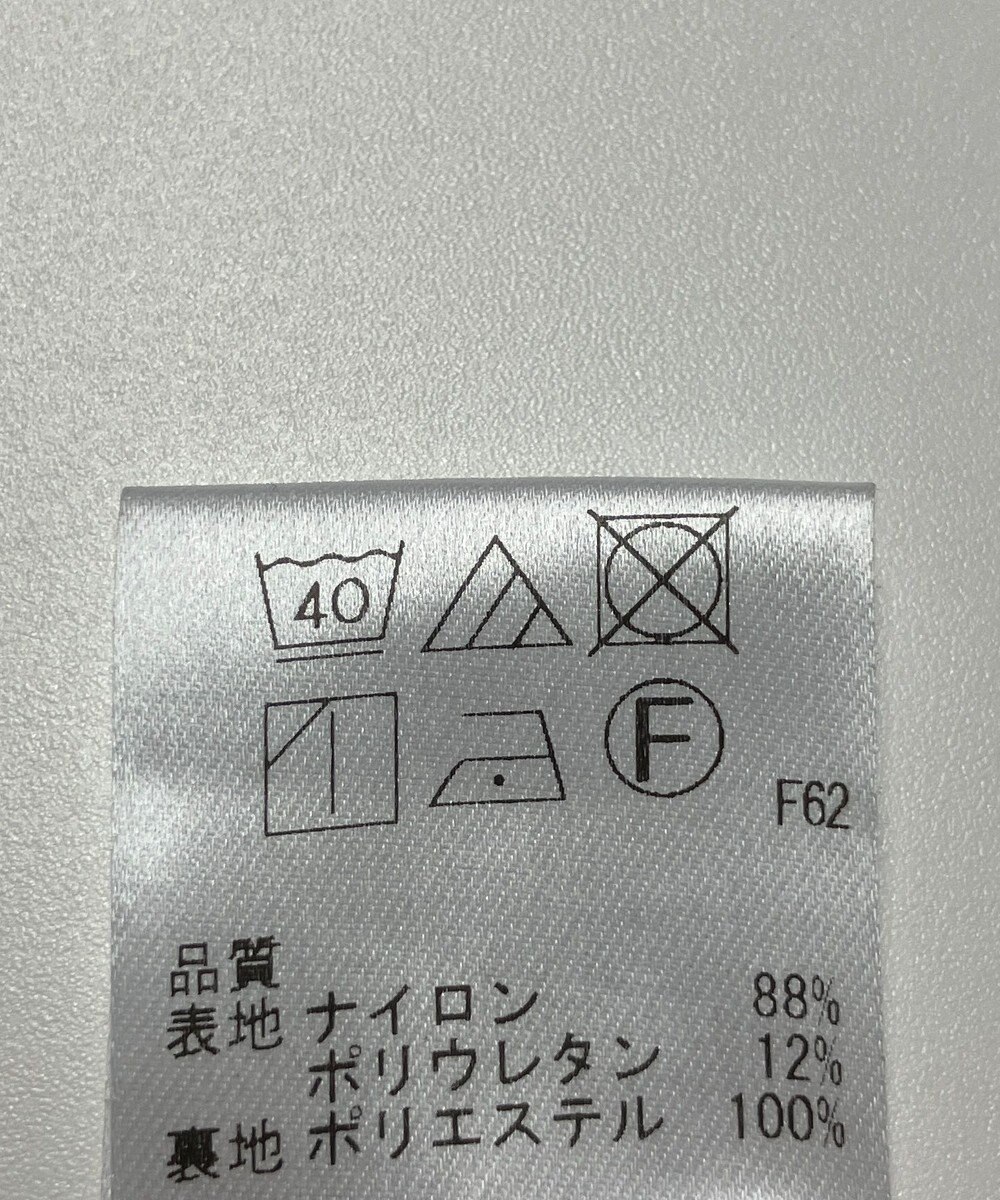 40
F
F62
品質
表地 ナイロン 88%
ポリウレタン 12%
裏地 ポリエステル 100%